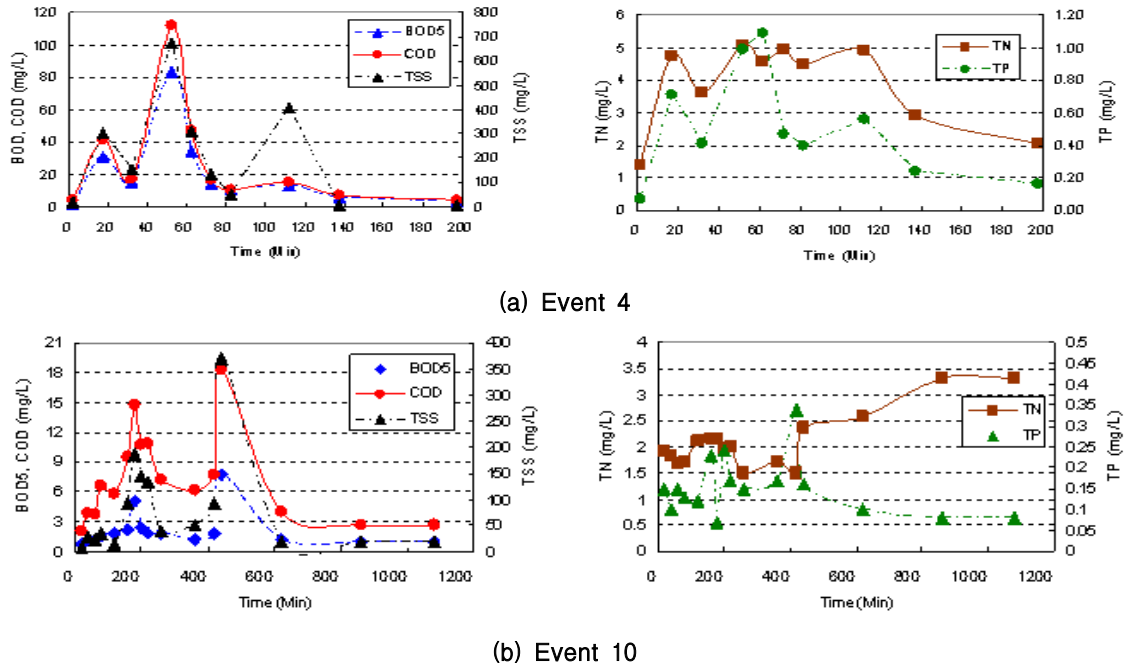 120
100
80
60
40
20
0
BOD, COD (mg/L)
800
700
600
500
400
300
200
100
0
TSS (mg/L)
BOD5
COD
TSS
0 20 40 60 80 100 120 140 160 180 200
Time (Min)
6
5
4
3
2
1
0
TN (mg/L)
1.20
1.00
0.80
0.60
0.40
0.20
0.00
TP (mg/L)
TN
TP
0 20 40 60 80 100 120 140 160 180 200
Time (Min)
(a) Event 4
21
18
15
12
9
6
3
0
BOD5, COD (mg/L)
400
350
300
250
200
150
100
50
0
TSS (mg/L)
BOD5
COD
TSS
0 200 400 600 800 1000 1200
Time (Min)
4
3.5
3
2.5
2
1.5
1
0.5
0
TN (mg/L)
0.5
0.45
0.4
0.35
0.3
0.25
0.2
0.15
0.1
0.05
0
TP (mg/L)
TN
TP
0 200 400 600 800 1000 1200
Time (Min)
(b) Event 10